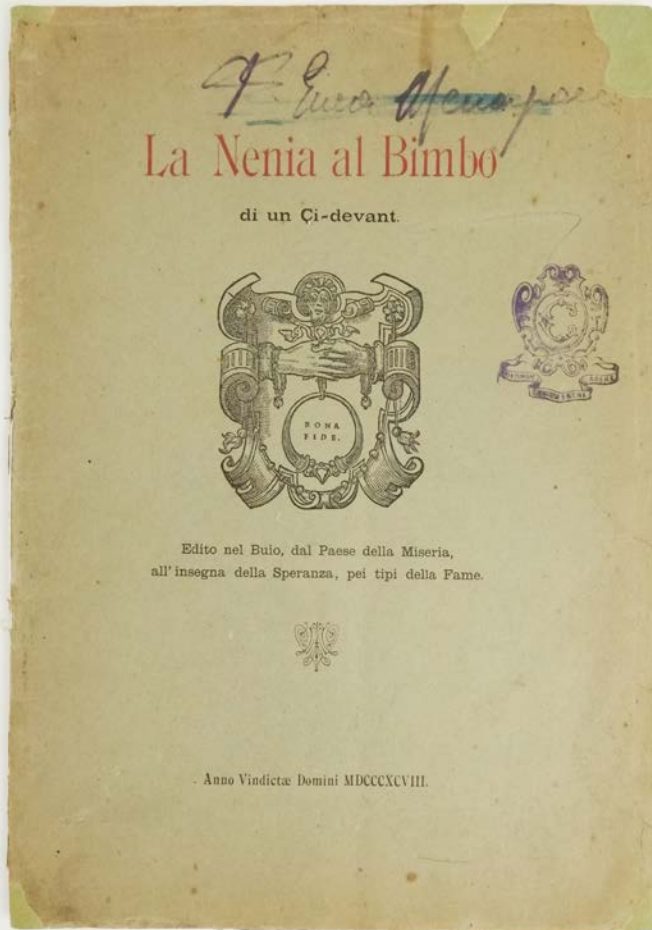 La Nenia al Bimbo
di un Çi-devant.
BONA
FIDE.
Edito nel Buio, dal Paese della Miseria,
all' insegna della Speranza, pei tipi della Fame.
Anno Vindictæ Domini MDCCCXCVIII.